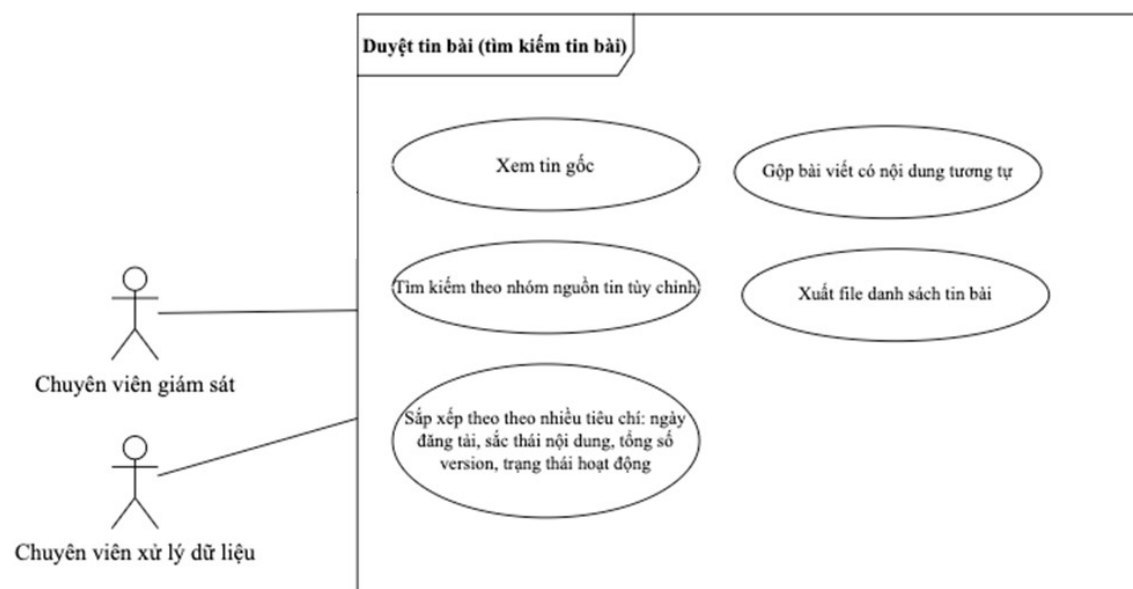 Duyệt tin bài (tìm kiếm tin bài)
Xem tin gốc
Gộp bài viết có nội dung tương tự
Tìm kiếm theo nhóm nguồn tin tùy chỉnh
Xuất file danh sách tin bài
Chuyên viên giám sát
Sắp xếp theo theo nhiều tiêu chí: ngày
đăng tải, sắc thái nội dung, tổng số
version, trạng thái hoạt động
Chuyên viên xử lý dữ liệu